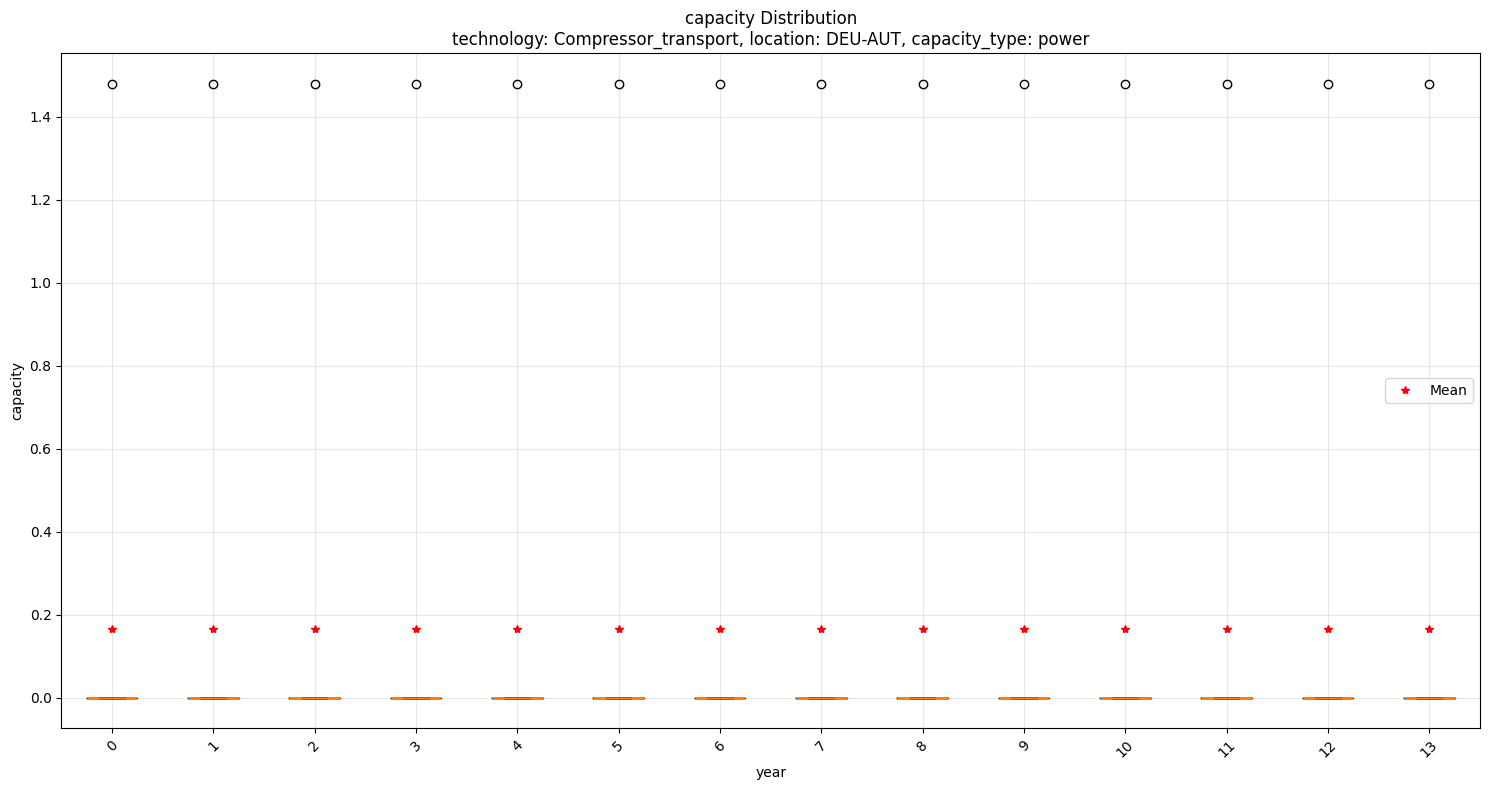 capacity Distribution
technology: Compressor_transport, location: DEU-AUT, capacity_type: power
capacity
1.4
1.2
1.0
0.8
0.6
0.4
0.2
0.0
Mean
0 1 2 3 4 5 6 7 8 9 10 11 12 13
year